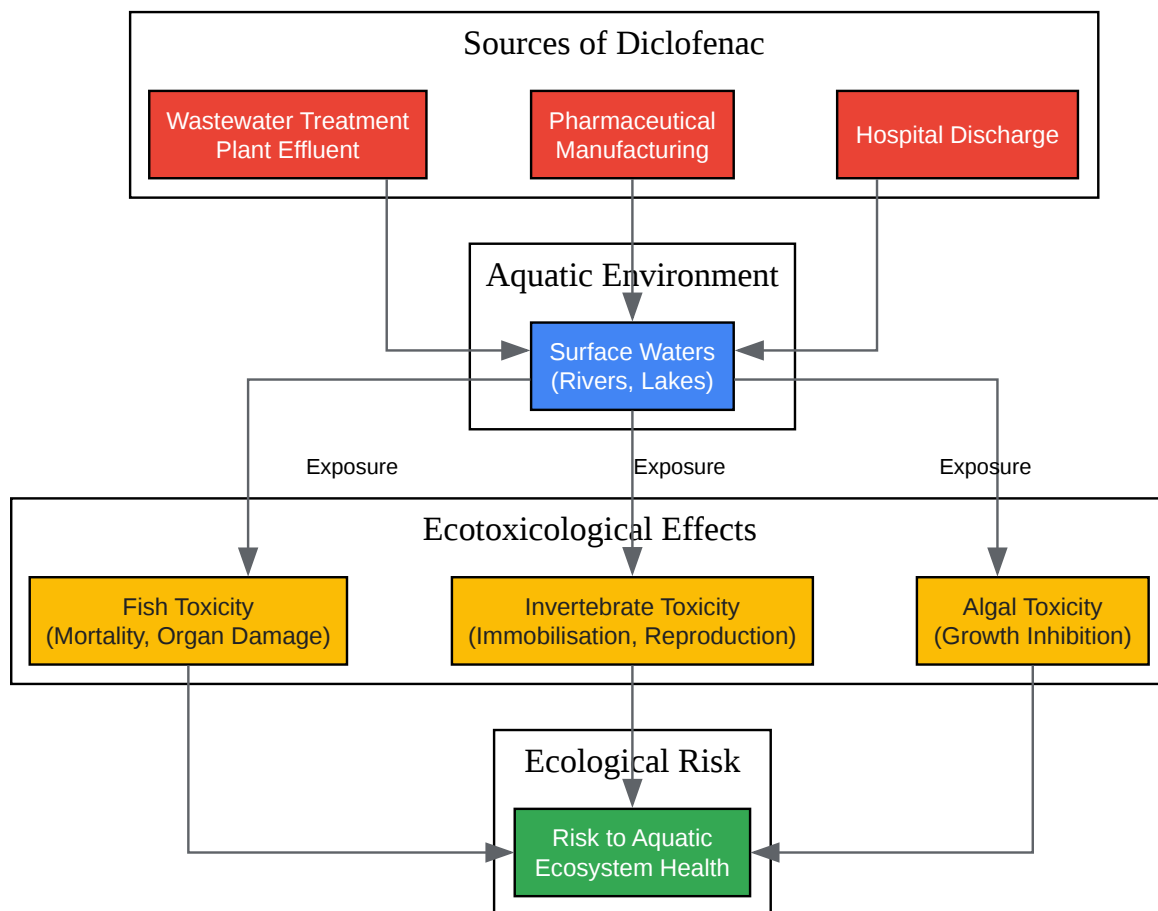 Sources of Diclofenac
Wastewater Treatment
Plant Effluent
Pharmaceutical
Manufacturing
Hospital Discharge
Aquatic Environment
Surface Waters
(Rivers, Lakes)
Exposure
Exposure
Exposure
Ecotoxicological Effects
Fish Toxicity
(Mortality, Organ Damage)
Invertebrate Toxicity
(Immobilisation, Reproduction)
Algal Toxicity
(Growth Inhibition)
Ecological Risk
Risk to Aquatic
Ecosystem Health